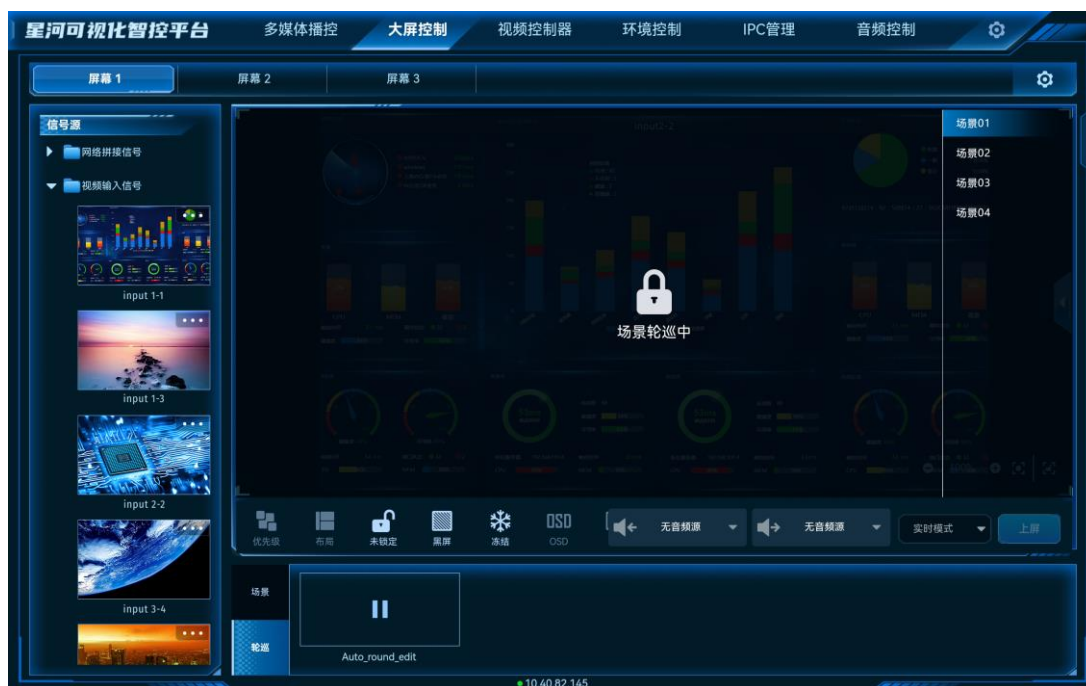 星河可视化智控平台
多媒体播控
大屏控制
视频控制器
环境控制
IPC管理
音频控制
屏幕 1
屏幕 2
屏幕 3
信号源
网络拼接信号
视频输入信号
input 1-1
input 1-3
input 2-2
input 3-4
input2-2
场景01
场景02
场景03
场景04
场景轮巡中
优先级
布局
未锁定
黑屏
冻结
OSD
OSD
无音频源
无音频源
实时模式
上屏
场景
轮巡
Auto_round_edit
10.40.82.145